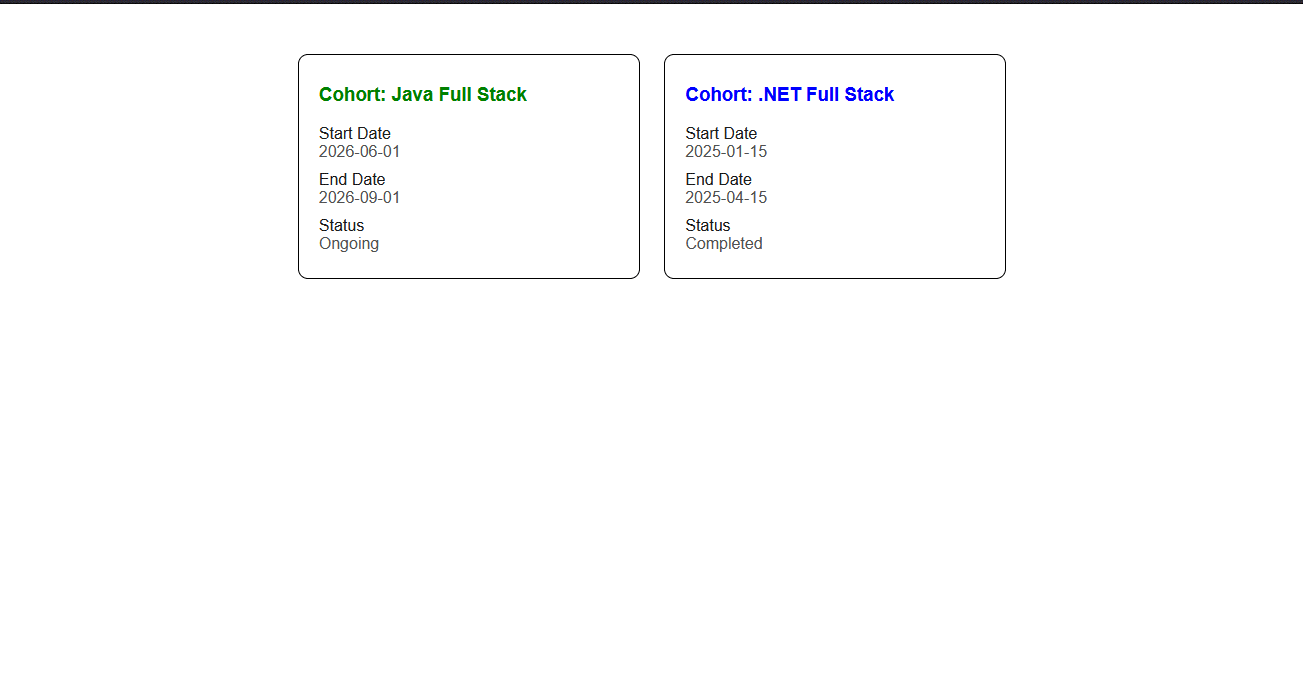 Cohort: Java Full Stack
Start Date
2026-06-01
End Date
2026-09-01
Status
Ongoing
Cohort: .NET Full Stack
Start Date
2025-01-15
End Date
2025-04-15
Status
Completed